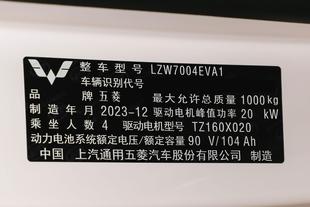 整车型号 LZW7004EVA1
车辆识别代号
品牌 五菱 最大允许总质量 1000 kg
制造年月 2023-12 驱动电机峰值功率 20 kW
乘坐人数 4 驱动电机型号 TZ160X020
动力电池系统额定电压/额定容量 90 V/104 Ah
中国 上汽通用五菱汽车股份有限公司 制造